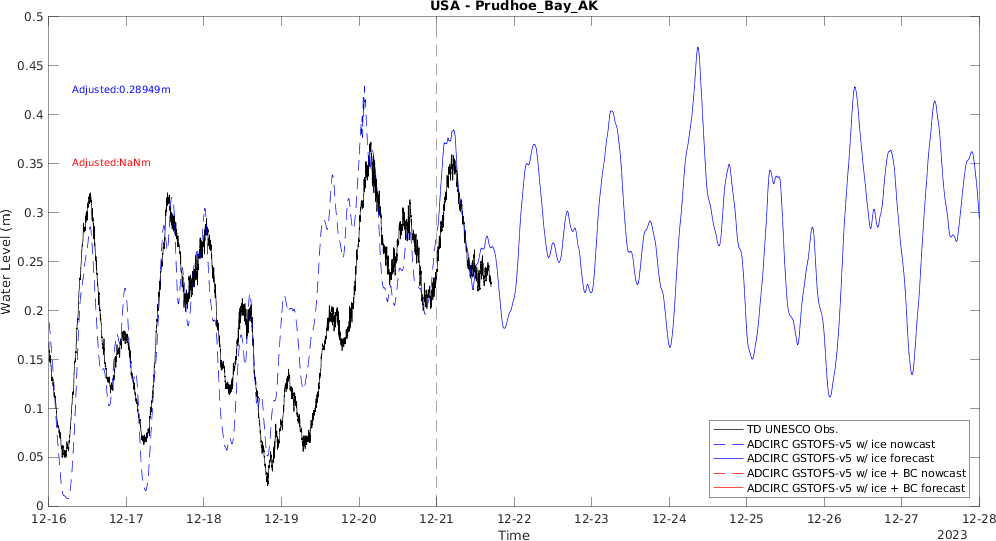 USA - Prudhoe_Bay_AK
0.5
0.45
0.4
0.35
0.3
0.25
0.2
0.15
0.1
0.05
0
Water Level (m)
Adjusted:0.28949m
Adjusted:NaNm
TD UNESCO Obs.
ADCIRC GSTOFS-v5 w/ ice nowcast
ADCIRC GSTOFS-v5 w/ ice forecast
ADCIRC GSTOFS-v5 w/ ice + BC nowcast
ADCIRC GSTOFS-v5 w/ ice + BC forecast
12-16 12-17 12-18 12-19 12-20 12-21 12-22 12-23 12-24 12-25 12-26 12-27 12-28
Time
2023